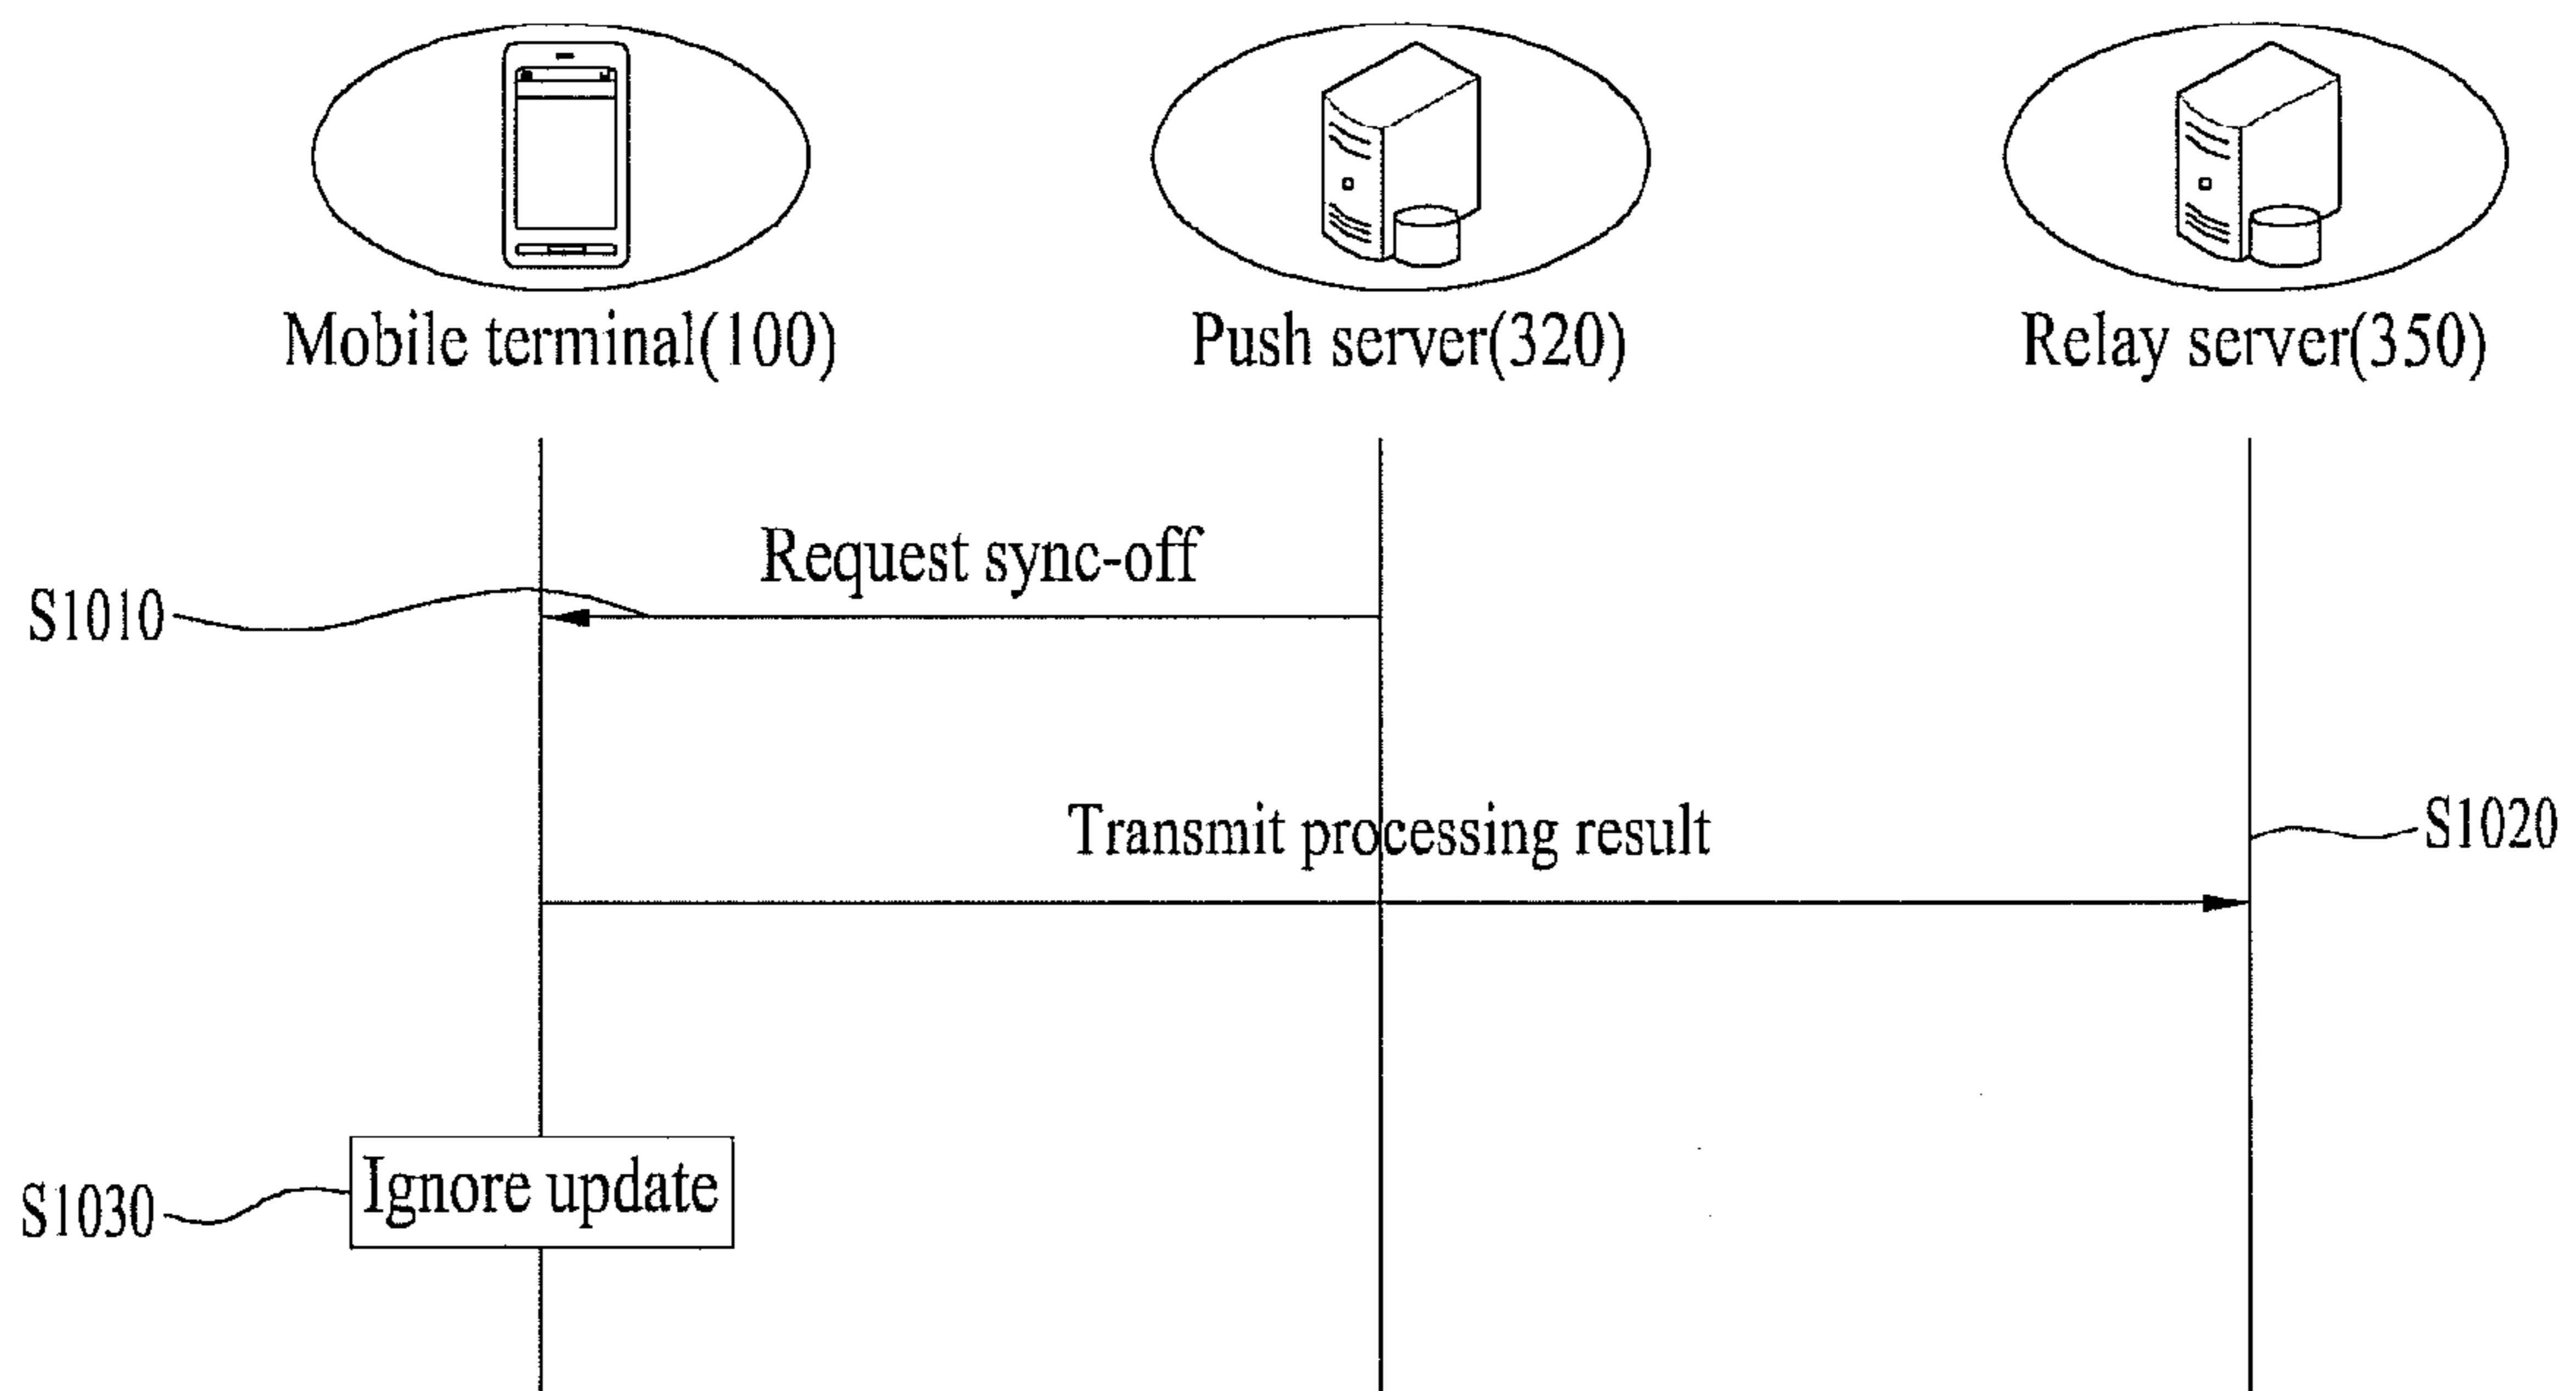 Mobile terminal(100)
Push server(320)
Relay server(350)
Request sync-off
S1010
Transmit processing result
S1020
Ignore update
S1030